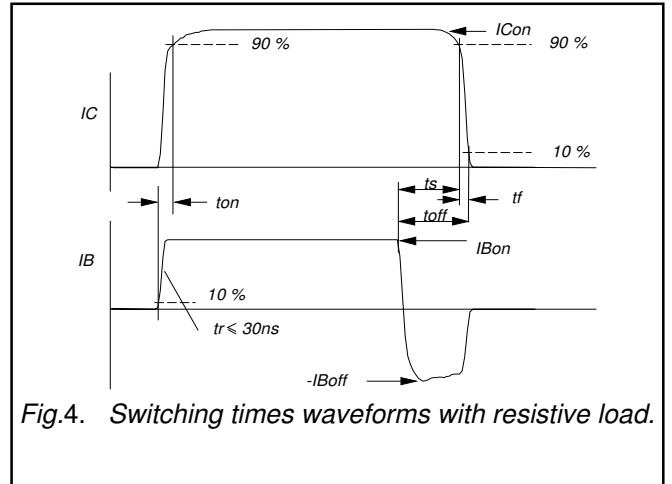 ICon
90 %
90 %
IC
10 %
ts
ton
tf
toff
IB
IBon
10 %
tr ⩽ 30ns
-IBoff
Fig.4. Switching times waveforms with resistive load.